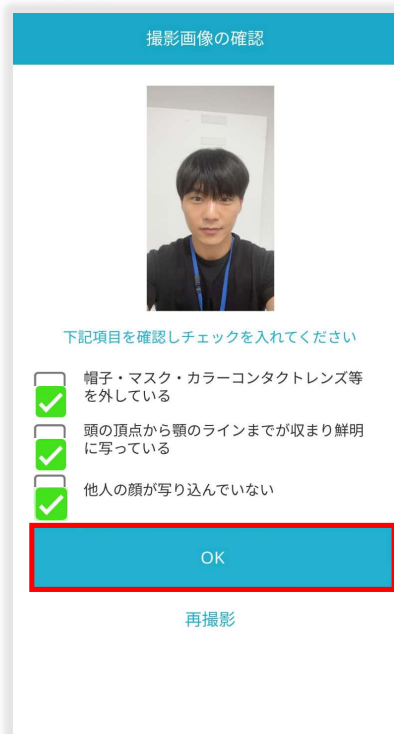 撮影画像の確認
下記項目を確認しチェックを入れてください
帽子・マスク・カラーコンタクトレンズ等
を外している
頭の頂点から顎のラインまでが収まり鮮明
に写っている
他人の顔が写り込んでいない
OK
再撮影